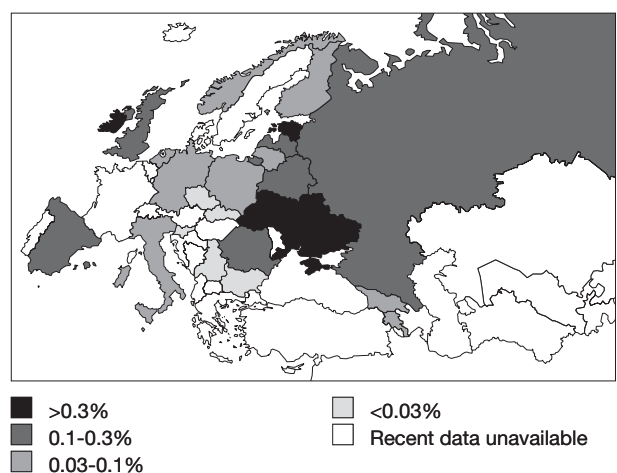 >0.3%
0.1-0.3%
0.03-0.1%
<0.03%
Recent data unavailable